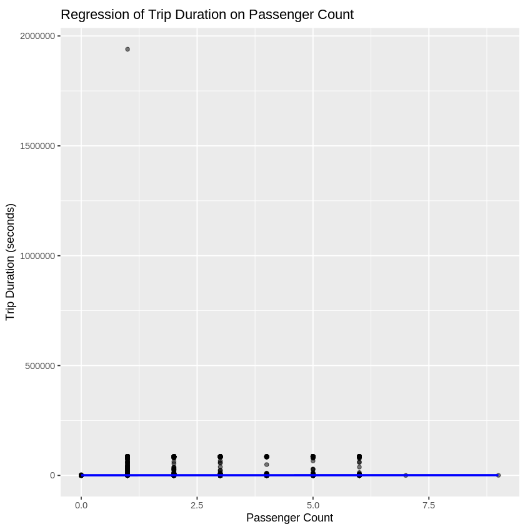 Regression of Trip Duration on Passenger Count
2000000
1500000
1000000
500000
0
Trip Duration (seconds)
0.0 2.5 5.0 7.5
Passenger Count